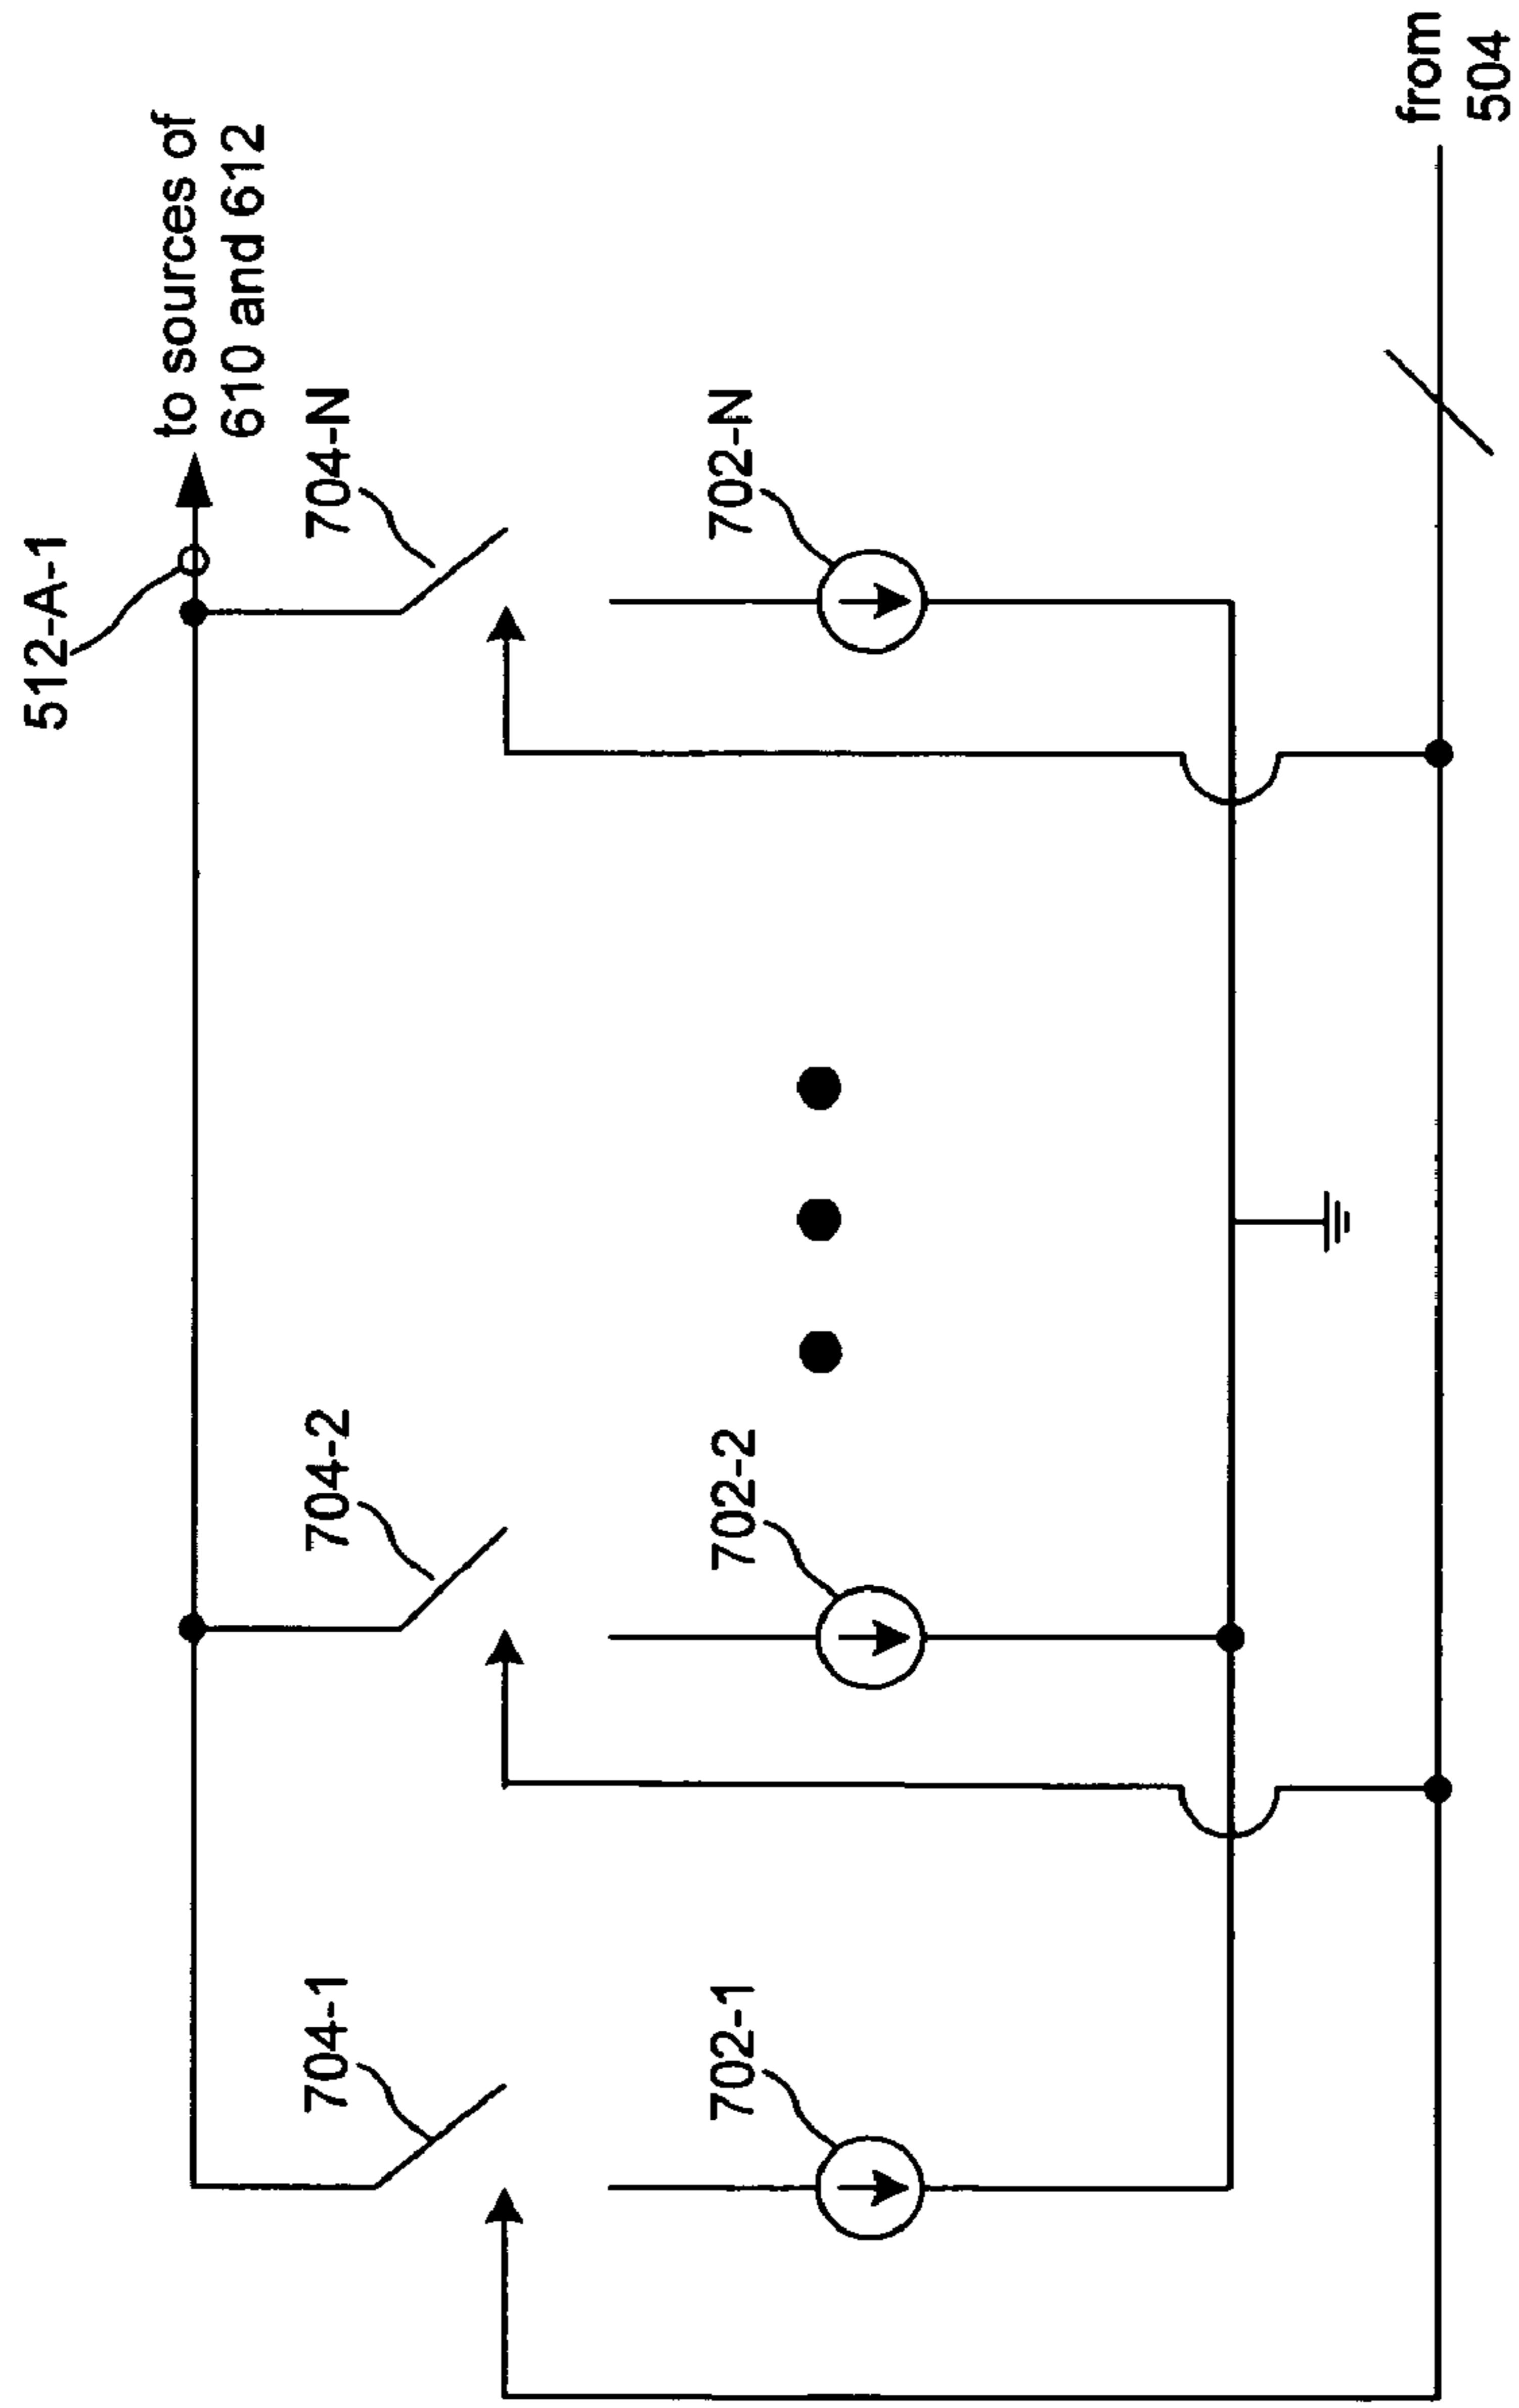 512-A-1
to sources of
610 and 612
704-1
704-2
704-N
702-1
702-2
702-N
from
504